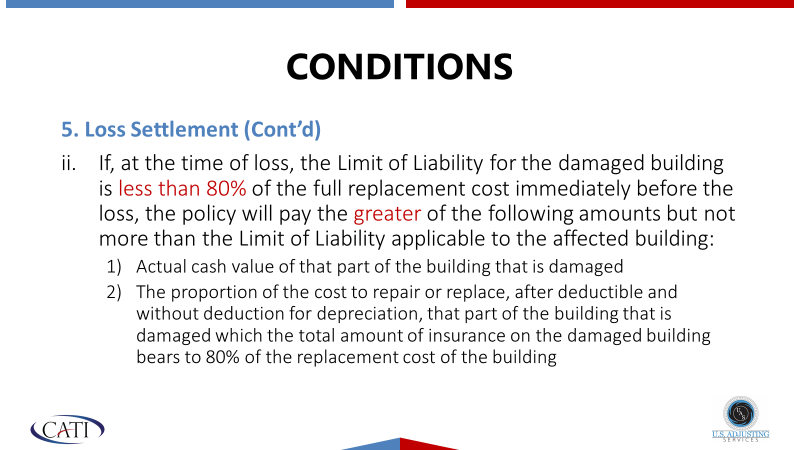 CONDITIONS
5. Loss Settlement (Cont’d)
ii. If, at the time of loss, the Limit of Liability for the damaged building
is less than 80% of the full replacement cost immediately before the
loss, the policy will pay the greater of the following amounts but not
more than the Limit of Liability applicable to the affected building:
1) Actual cash value of that part of the building that is damaged
2) The proportion of the cost to repair or replace, after deductible and
without deduction for depreciation, that part of the building that is
damaged which the total amount of insurance on the damaged building
bears to 80% of the replacement cost of the building
CATI
U.S. ADJUSTING
SERVICES